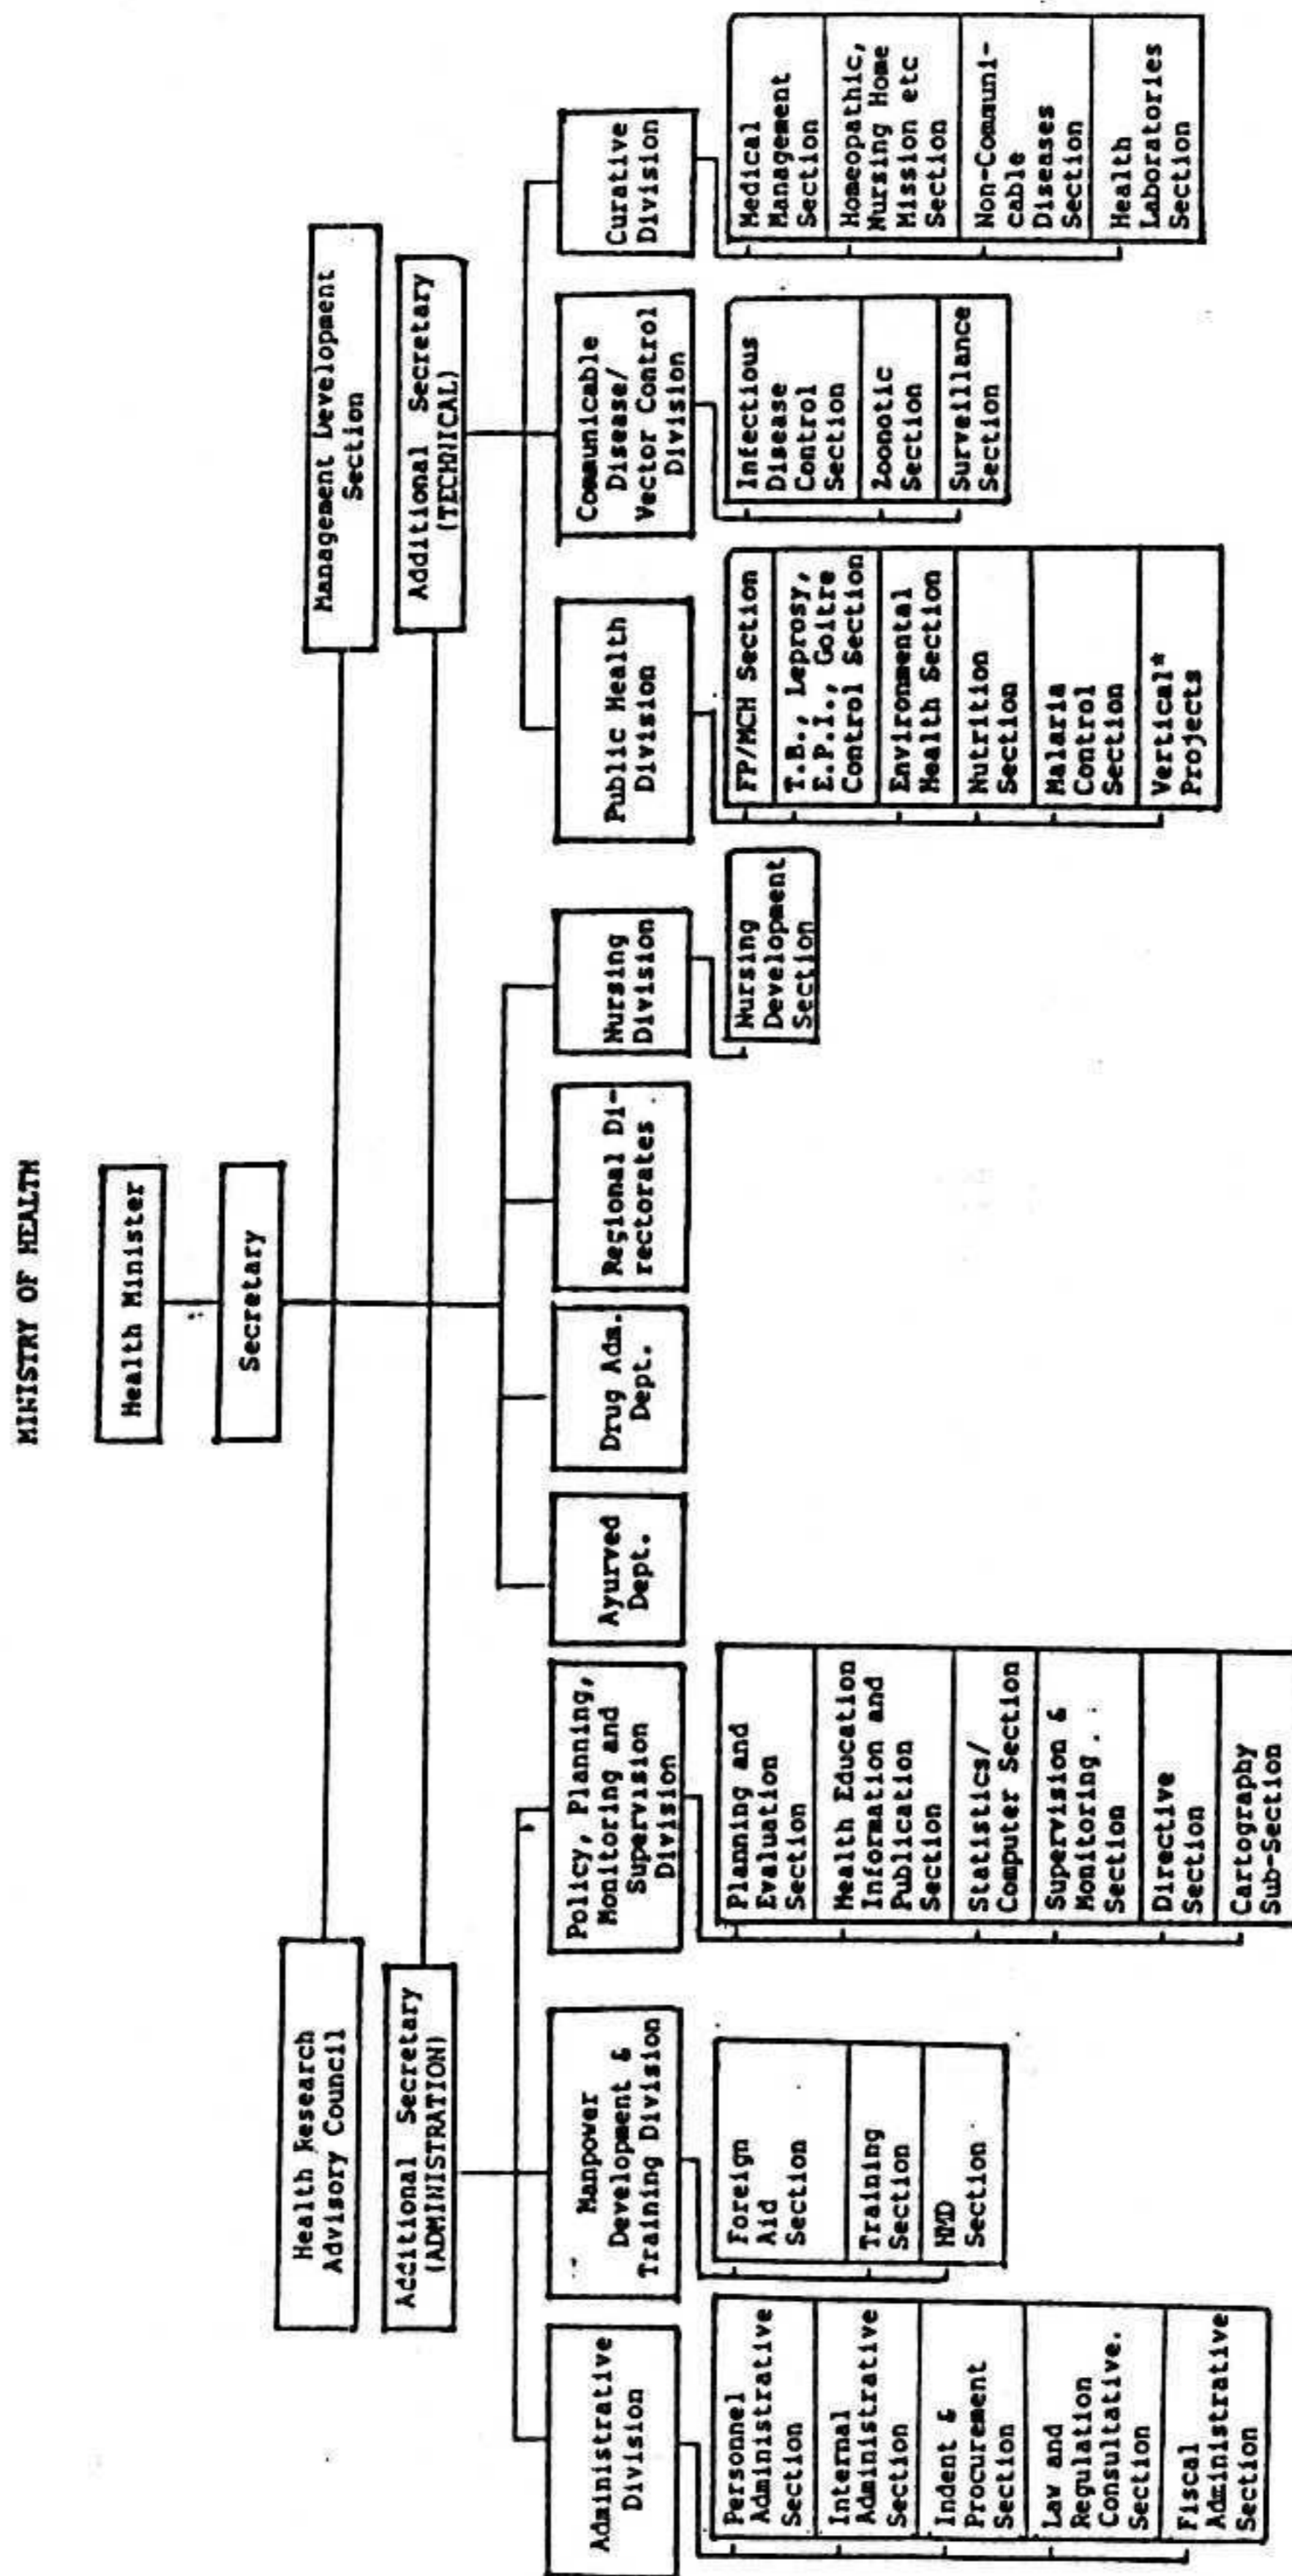 MINISTRY OF HEALTH
Health Minister
Secretary
Health Research
Advisory Council
Management Development
Section
Additional Secretary
(ADMINISTRATION)
Additional Secretary
(TECHNICAL)
Administrative
Division
Personnel
Administrative
Section
Internal
Administrative
Section
Indent &
Procurement
Section
Law and
Regulation
Consultative.
Section
Fiscal
Administrative
Section
Manpower
Development &
Training Division
Foreign
Aid
Section
Training
Section
HMD
Section
Policy, Planning,
Monitoring and
Supervision
Division
Planning and
Evaluation
Section
Health Education
Information and
Publication
Section
Statistics/
Computer Section
Supervision &
Monitoring
Section
Directive
Section
Cartography
Sub-Section
Ayurved
Dept.
Drug Adm.
Dept.
Regional Di-
rectorates
Nursing
Division
Nursing
Development
Section
Public Health
Division
FP/MCH Section
T.B., Leprosy,
E.P.I., Goitre
Control Section
Environmental
Health Section
Nutrition
Section
Malaria
Control
Section
Vertical*
Projects
Communicable
Disease/
Vector Control
Division
Infectious
Disease
Control
Section
Zoonotic
Section
Surveillance
Section
Curative
Division
Medical
Management
Section
Homeopathic,
Nursing Home
Mission etc
Section
Non-Communi-
cable
Diseases
Section
Health
Laboratories
Section